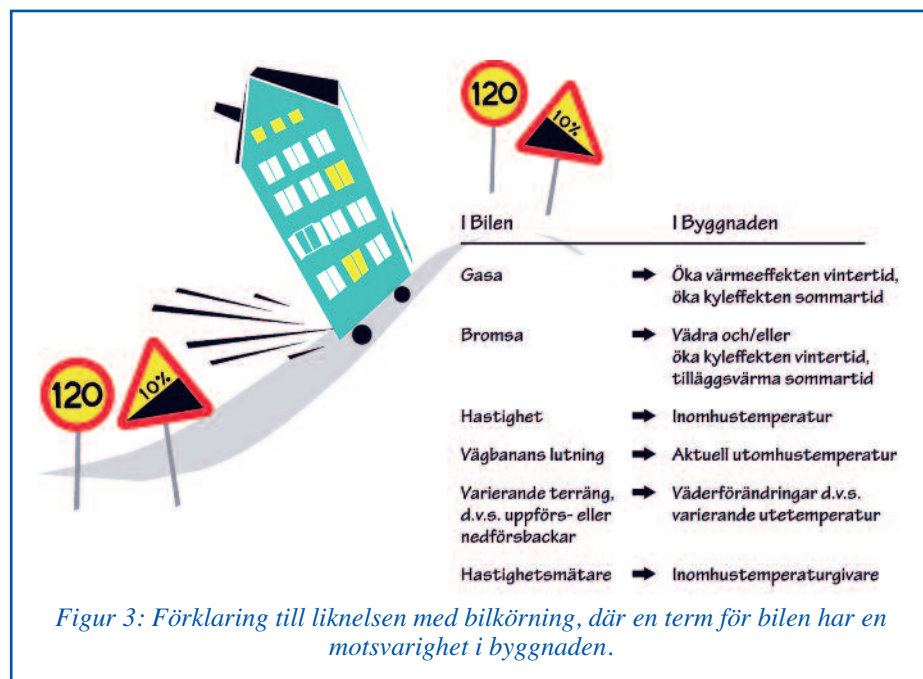 120
10%
120
10%
I Bilen I Byggnaden
Gasa ➡ Öka värmeeffekten vintertid,
öka kyleffekten sommartid
Bromsa ➡ Vädra och/eller
öka kyleffekten vintertid,
tilläggsvärma sommartid
Hastighet ➡ Inomhustemperatur
Vägbanans lutning ➡ Aktuell utomhustemperatur
Varierande terräng, ➡ Väderförändringar d.v.s.
d.v.s. uppförs- eller varierande utetemperatur
nedförsbackar
Hastighetsmätare ➡ Inomhustemperaturgivare
Figur 3: Förklaring till liknelsen med bilkörning, där en term för bilen har en
motsvarighet i byggnaden.